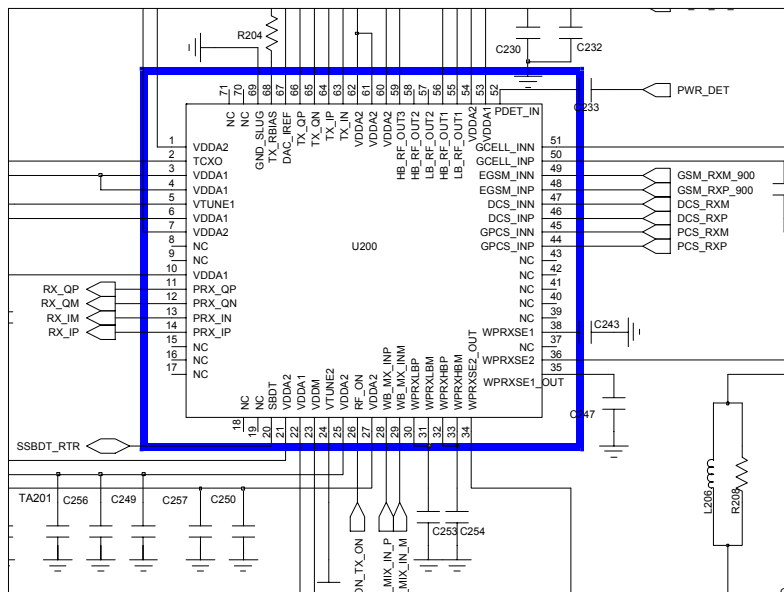 R204
C230
C232
C233
PWR_DET
71
70
69
68
67
66
65
64
63
62
61
60
59
58
57
56
55
54
53
52
NC
NC
GND_SLUG
TX_RBIAS
DAC_IREF
TX_QP
TX_QN
TX_IP
TX_IN
VDDA2
VDDA2
VDDA2
HB_RF_OUT3
HB_RF_OUT2
LB_RF_OUT2
HB_RF_OUT1
LB_RF_OUT1
VDDA2
VDDA1
PDET_IN
1 VDDA2
2 TCXO
3 VDDA1
4 VDDA1
5 VTUNE1
6 VDDA1
7 VDDA2
8 NC
9 NC
10 VDDA1
RX_QP 11 PRX_QP
RX_QM 12 PRX_QN
RX_IM 13 PRX_IN
RX_IP 14 PRX_IP
15 NC
16 NC
17 NC
U200
GCELL_INN 51
GCELL_INP 50
EGSM_INN 49 GSM_RXM_900
EGSM_INP 48 GSM_RXP_900
DCS_INN 47 DCS_RXM
DCS_INP 46 DCS_RXP
GPCS_INN 45 PCS_RXM
GPCS_INP 44 PCS_RXP
NC 43
NC 42
NC 41
NC 40
NC 39
WPRXSE1 38 C243
NC 37
WPRXSE2 36
WPRXSE1_OUT 35
NC
NC
SBDT
VDDA2
VDDA1
VDDM
VTUNE2
VDDA2
RF_ON
VDDA2
WB_MX_INP
WB_MX_INM
WPRXLBP
WPRXLBM
WPRXHBP
WPRXHBM
WPRXSE2_OUT
18
19
20
21
22
23
24
25
26
27
28
29
30
31
32
33
34
C247
SSBDT_RTR
TA201
C256
C249
C257
C250
C253
C254
L206
R208
ON_TX_ON
MIX_IN_P
MIX_IN_M